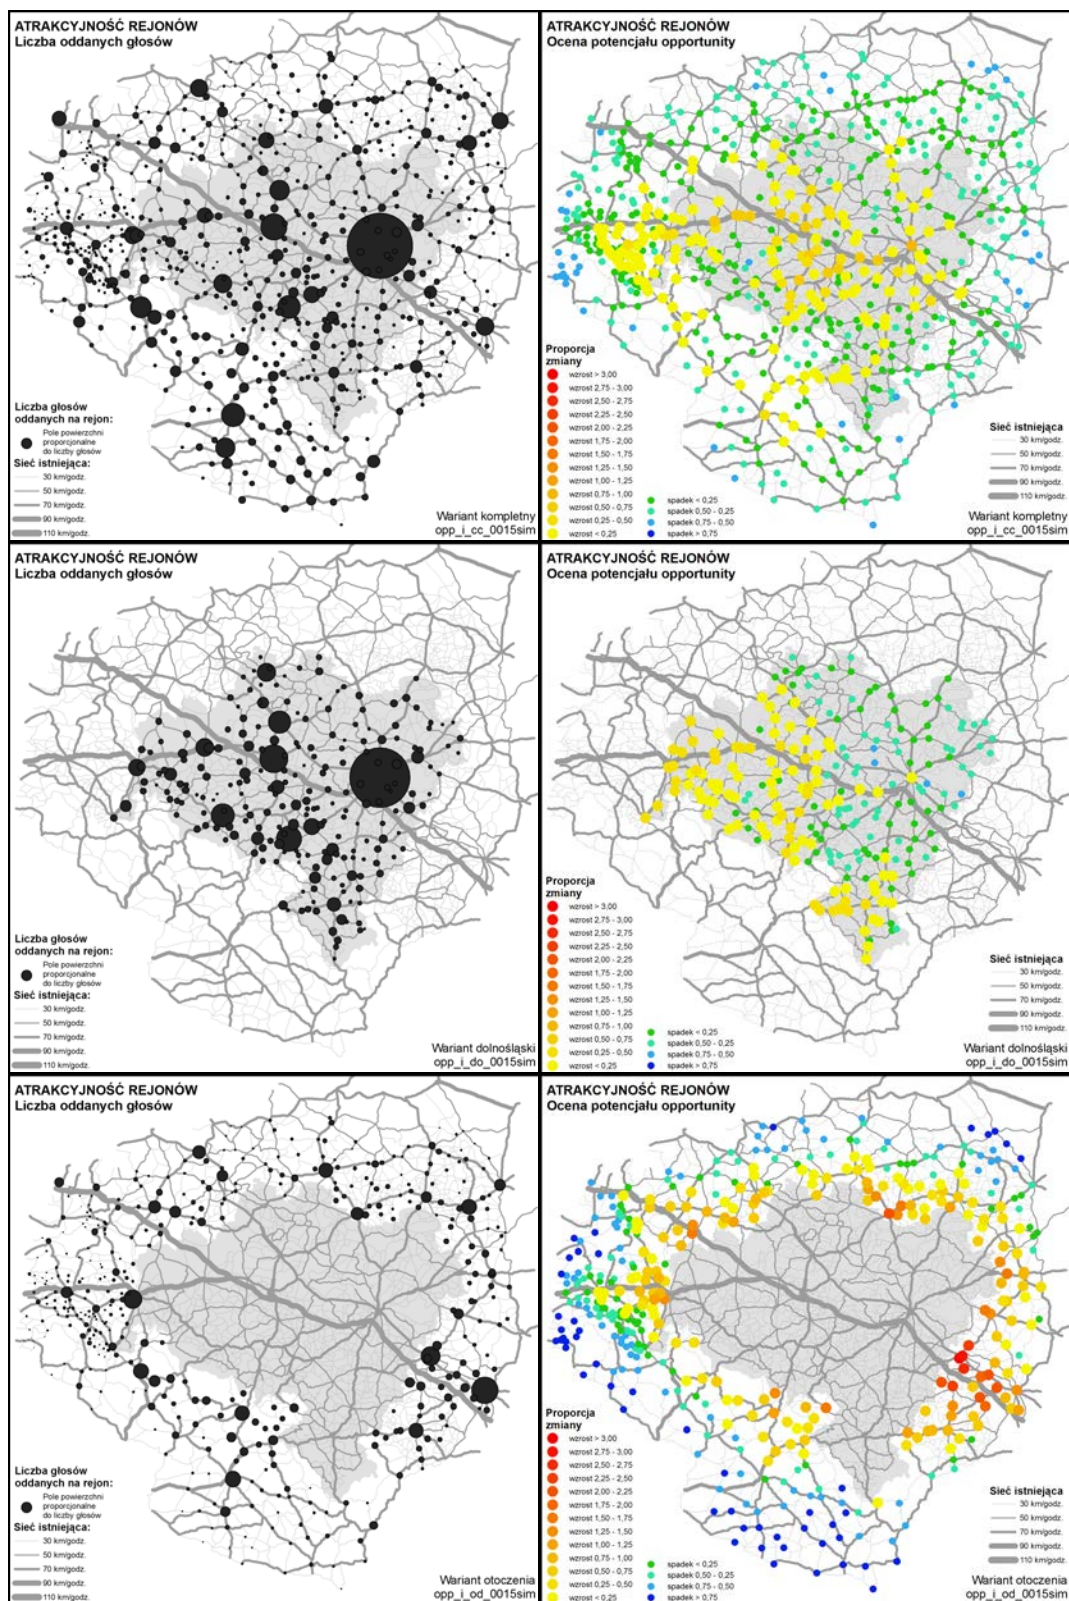 ATRAKCYJNOŚĆ REJONÓW
Liczba oddanych głosów
Liczba głosów
oddanych na rejon:
Pole powierzchni
proporcjonalne
do liczby głosów
Sieć istniejąca:
30 km/godz.
50 km/godz.
70 km/godz.
90 km/godz.
110 km/godz.
Wariant kompletny
opp_i_cc_0015sim
ATRAKCYJNOŚĆ REJONÓW
Ocena potencjału opportunity
Proporcja
zmiany
wzrost > 3,00
wzrost 2,75 - 3,00
wzrost 2,50 - 2,75
wzrost 2,25 - 2,50
wzrost 2,00 - 2,25
wzrost 1,75 - 2,00
wzrost 1,50 - 1,75
wzrost 1,25 - 1,50
wzrost 1,00 - 1,25
wzrost 0,75 - 1,00
wzrost 0,50 - 0,75
wzrost 0,25 - 0,50
wzrost < 0,25
spadek < 0,25
spadek 0,50 - 0,25
spadek 0,75 - 0,50
spadek > 0,75
Sieć istniejąca
30 km/godz.
50 km/godz.
70 km/godz.
90 km/godz.
110 km/godz.
Wariant kompletny
opp_i_cc_0015sim
ATRAKCYJNOŚĆ REJONÓW
Liczba oddanych głosów
Liczba głosów
oddanych na rejon:
Pole powierzchni
proporcjonalne
do liczby głosów
Sieć istniejąca:
30 km/godz.
50 km/godz.
70 km/godz.
90 km/godz.
110 km/godz.
Wariant dolnośląski
opp_i_do_0015sim
ATRAKCYJNOŚĆ REJONÓW
Ocena potencjału opportunity
Proporcja
zmiany
wzrost > 3,00
wzrost 2,75 - 3,00
wzrost 2,50 - 2,75
wzrost 2,25 - 2,50
wzrost 2,00 - 2,25
wzrost 1,75 - 2,00
wzrost 1,50 - 1,75
wzrost 1,25 - 1,50
wzrost 1,00 - 1,25
wzrost 0,75 - 1,00
wzrost 0,50 - 0,75
wzrost 0,25 - 0,50
wzrost < 0,25
spadek < 0,25
spadek 0,50 - 0,25
spadek 0,75 - 0,50
spadek > 0,75
Sieć istniejąca
30 km/godz.
50 km/godz.
70 km/godz.
90 km/godz.
110 km/godz.
Wariant dolnośląski
opp_i_do_0015sim
ATRAKCYJNOŚĆ REJONÓW
Liczba oddanych głosów
Liczba głosów
oddanych na rejon:
Pole powierzchni
proporcjonalne
do liczby głosów
Sieć istniejąca:
30 km/godz.
50 km/godz.
70 km/godz.
90 km/godz.
110 km/godz.
Wariant otoczenia
opp_i_od_0015sim
ATRAKCYJNOŚĆ REJONÓW
Ocena potencjału opportunity
Proporcja
zmiany
wzrost > 3,00
wzrost 2,75 - 3,00
wzrost 2,50 - 2,75
wzrost 2,25 - 2,50
wzrost 2,00 - 2,25
wzrost 1,75 - 2,00
wzrost 1,50 - 1,75
wzrost 1,25 - 1,50
wzrost 1,00 - 1,25
wzrost 0,75 - 1,00
wzrost 0,50 - 0,75
wzrost 0,25 - 0,50
wzrost < 0,25
spadek < 0,25
spadek 0,50 - 0,25
spadek 0,75 - 0,50
spadek > 0,75
Sieć istniejąca
30 km/godz.
50 km/godz.
70 km/godz.
90 km/godz.
110 km/godz.
Wariant otoczenia
opp_i_od_0015sim